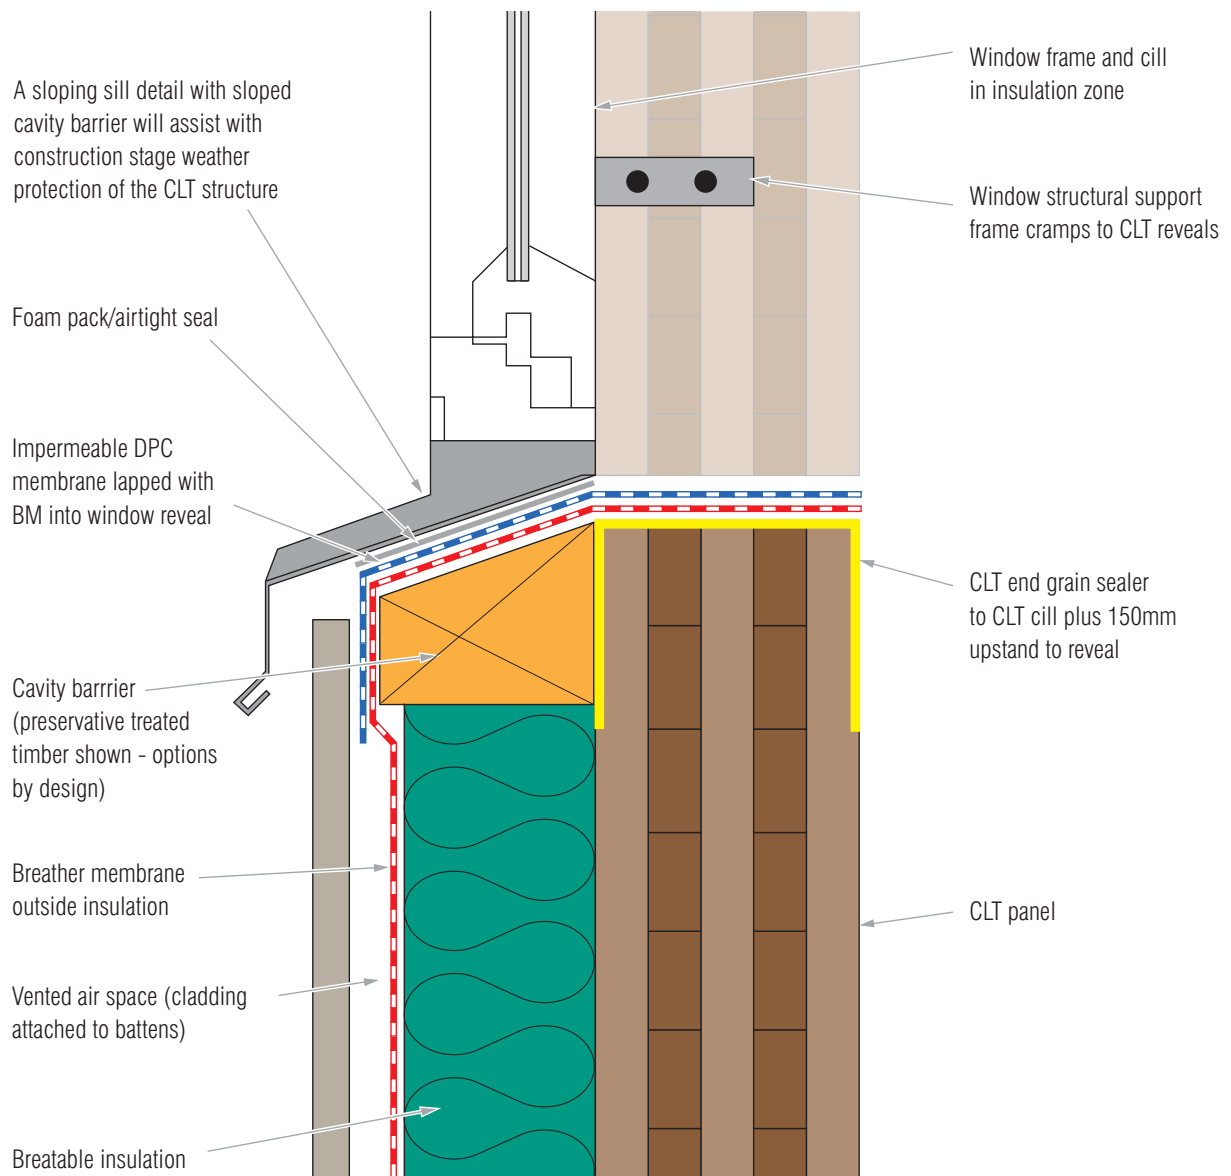 A sloping sill detail with sloped
cavity barrier will assist with
construction stage weather
protection of the CLT structure
Foam pack/airtight seal
Impermeable DPC
membrane lapped with
BM into window reveal
Cavity barrrier
(preservative treated
timber shown - options
by design)
Breather membrane
outside insulation
Vented air space (cladding
attached to battens)
Breatable insulation
Window frame and cill
in insulation zone
Window structural support
frame cramps to CLT reveals
CLT end grain sealer
to CLT cill plus 150mm
upstand to reveal
CLT panel